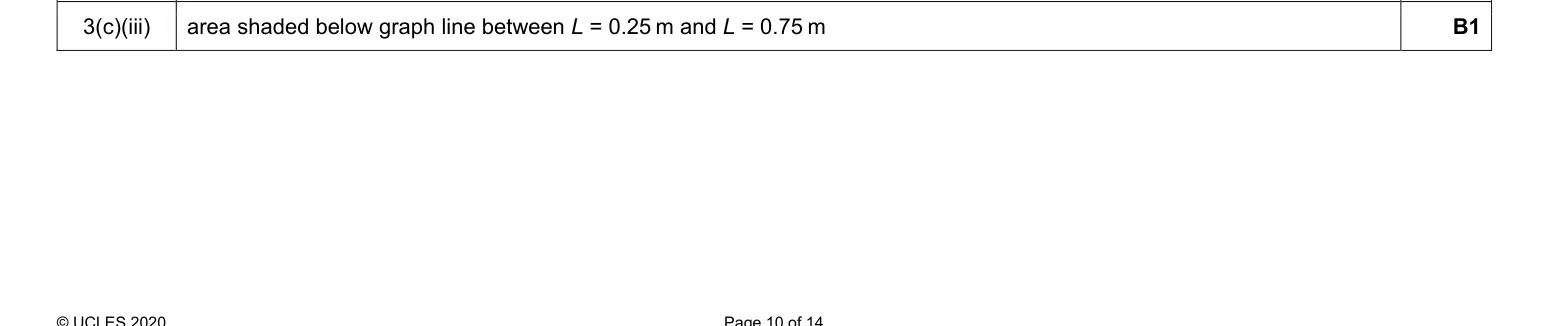 3(c)(iii) area shaded below graph line between L = 0.25 m and L = 0.75 m B1
© UCLES 2020 Page 10 of 14